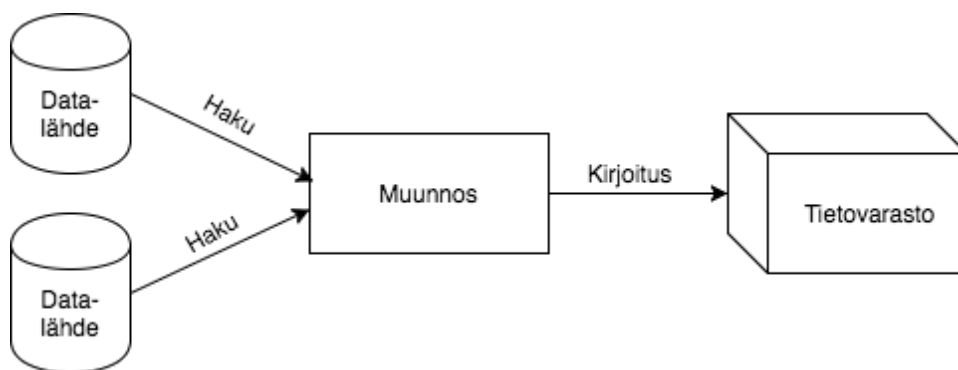 Data-
lähde
Haku
Muunnos
Kirjoitus
Tietovarasto
Haku
Data-
lähde